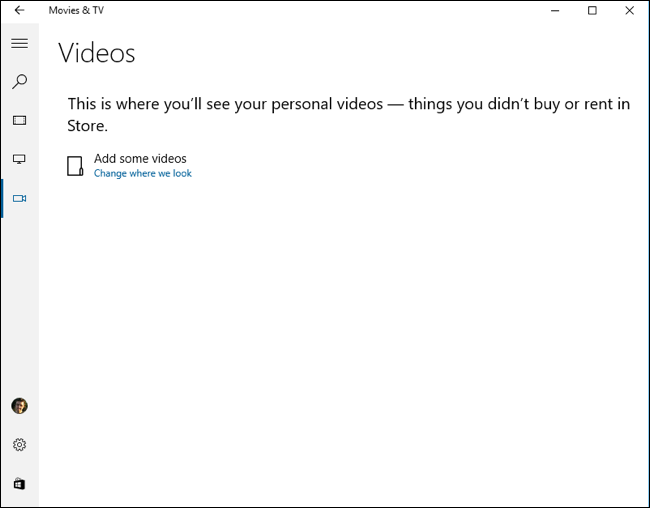 Movies & TV
Videos
This is where you’ll see your personal videos — things you didn’t buy or rent in
Store.
Add some videos
Change where we look